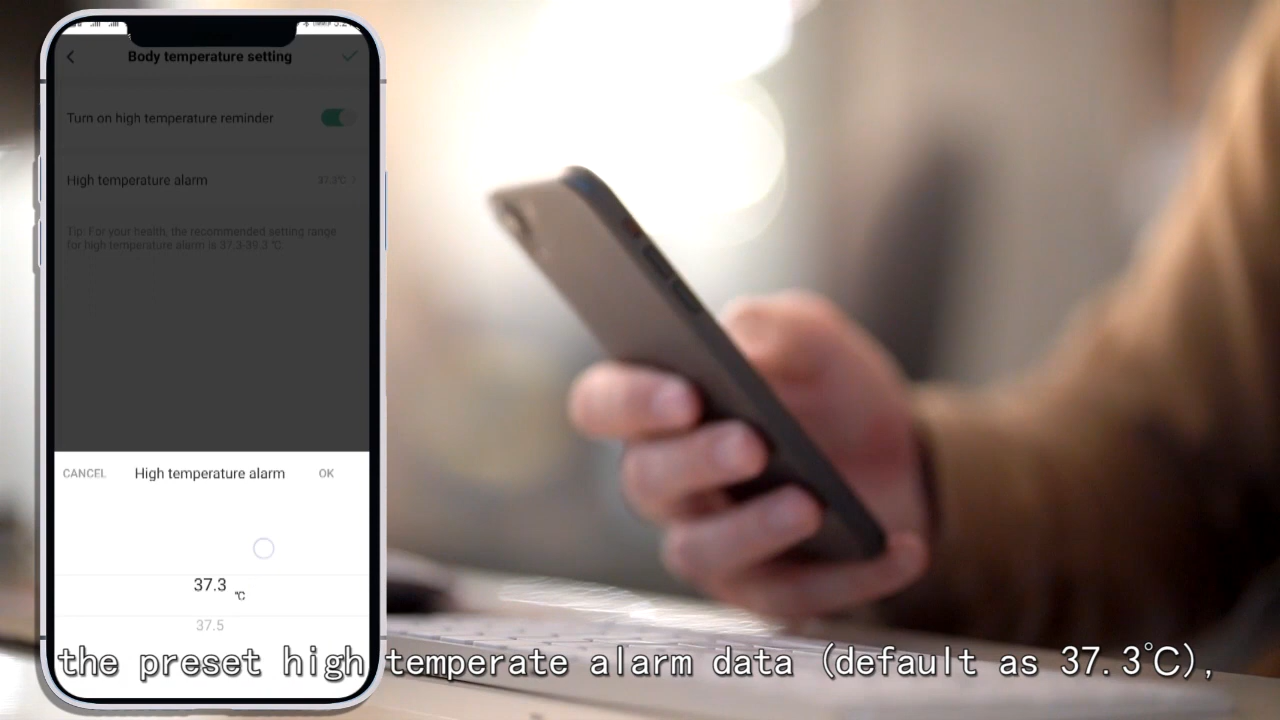 Body temperature setting
Turn on high temperature reminder
High temperature alarm 37.3℃ >
Tip: For your health, the recommended setting range
for high temperature alarm is 37.3-39.3 ℃
CANCEL High temperature alarm OK
37.3 ℃
37.5
the preset high temperate alarm data (default as 37.3℃),